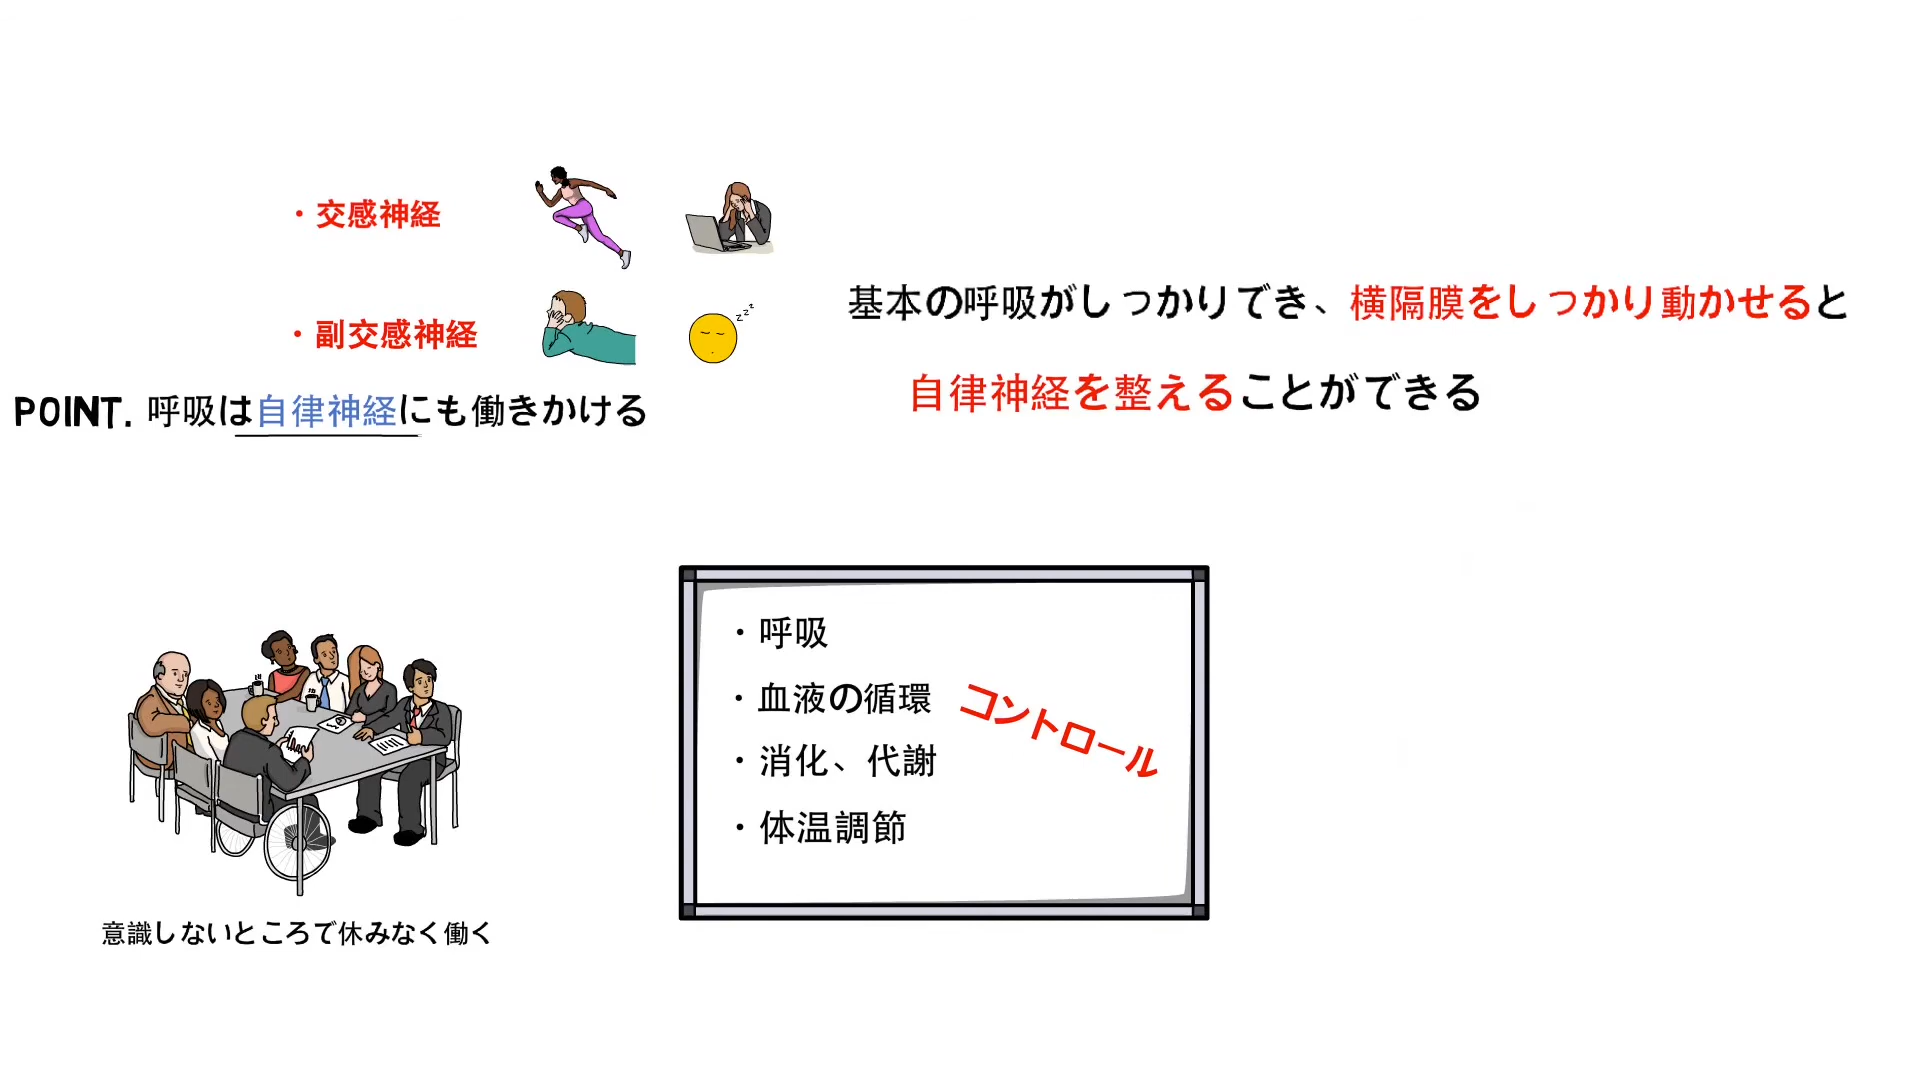 ・交感神経
・副交感神経
POINT. 呼吸は自律神経にも働きかける
基本の呼吸がしっかりでき、横隔膜をしっかり動かせると
自律神経を整えることができる
zzz
・呼吸
・血液の循環
・消化、代謝
・体温調節
コントロール
意識しないところで休みなく働く